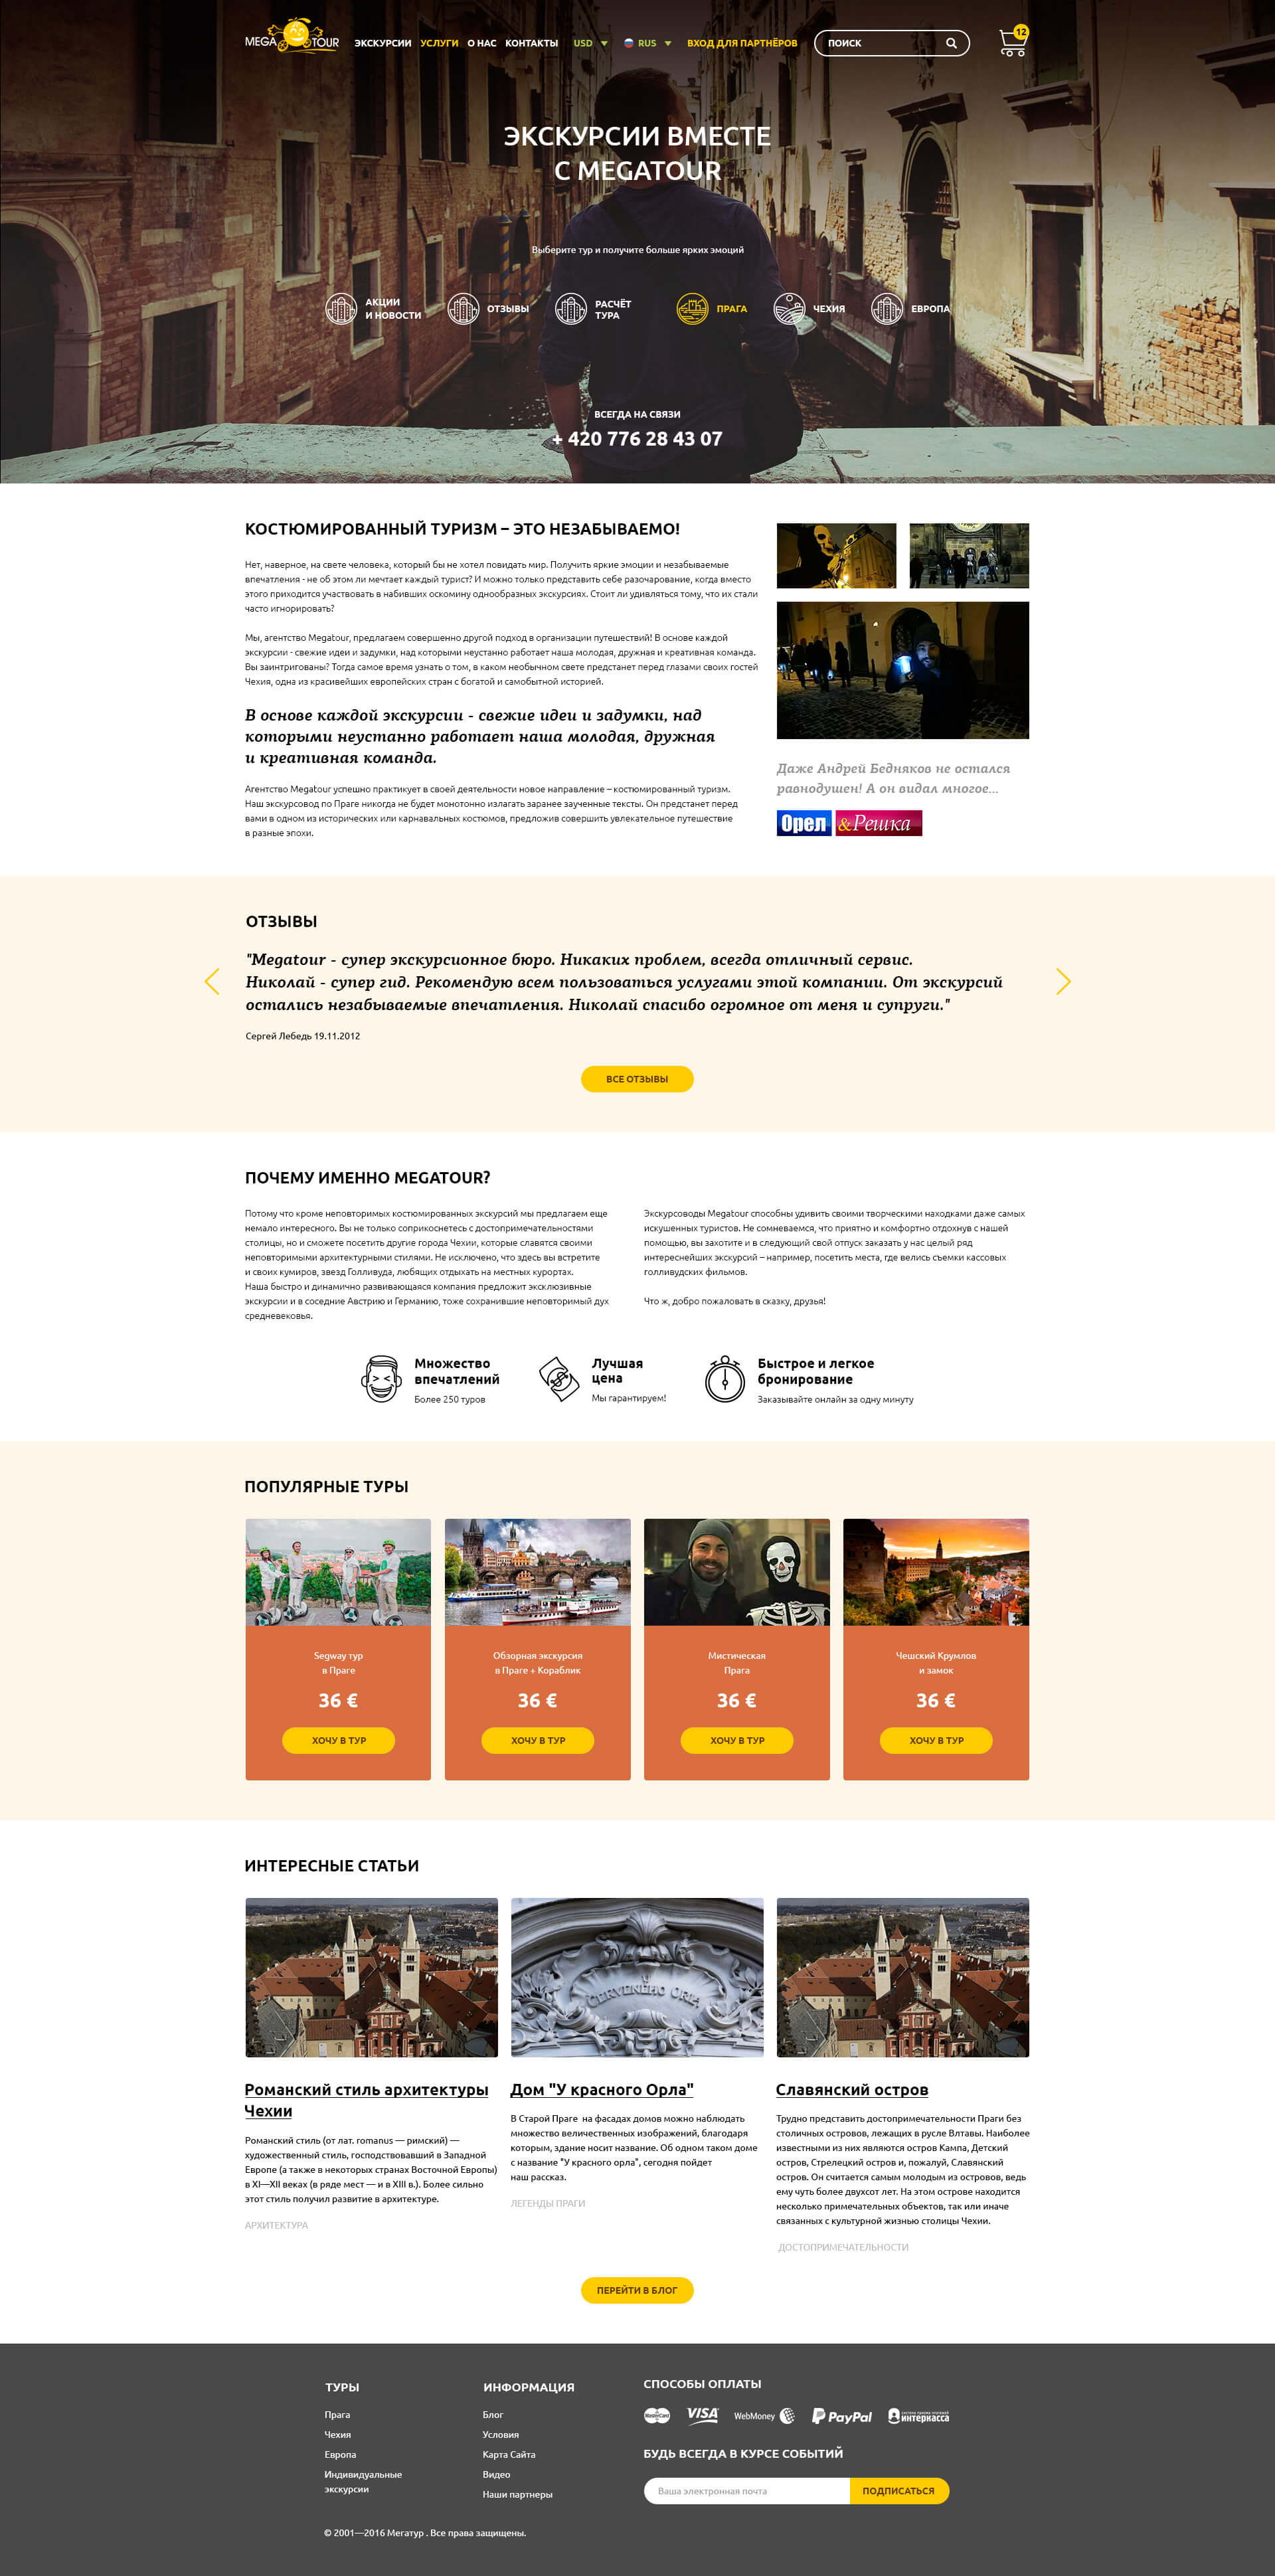 MEGA TOUR
ЭКСКУРСИИ УСЛУГИ О НАС КОНТАКТЫ USD RUS ВХОД ДЛЯ ПАРТНЁРОВ ПОИСК 12
ЭКСКУРСИИ ВМЕСТЕ
С MEGATOUR
Выберите тур и получите больше ярких эмоций
АКЦИИ
И НОВОСТИ
ОТЗЫВЫ
РАСЧЁТ
ТУРА
ПРАГА
ЧЕХИЯ
ЕВРОПА
ВСЕГДА НА СВЯЗИ
+ 420 776 28 43 07
КОСТЮМИРОВАННЫЙ ТУРИЗМ – ЭТО НЕЗАБЫВАЕМО!
Нет, наверное, на свете человека, который бы не хотел повидать мир. Получить яркие эмоции и незабываемые
впечатления - не об этом ли мечтает каждый турист? И можно только представить себе разочарование, когда вместо
этого приходится участвовать в набивших оскомину однообразных экскурсиях. Стоит ли удивляться тому, что их стали
часто игнорировать?
Мы, агентство Megatour, предлагаем совершенно другой подход в организации путешествий! В основе каждой
экскурсии - свежие идеи и задумки, над которыми неустанно работает наша молодая, дружная и креативная команда.
Вы заинтригованы? Тогда самое время узнать о том, в каком необычном свете предстанет перед глазами своих гостей
Чехия, одна из красивейших европейских стран с богатой и самобытной историей.
В основе каждой экскурсии - свежие идеи и задумки, над
которыми неустанно работает наша молодая, дружная
и креативная команда.
Агентство Megatour успешно практикует в своей деятельности новое направление – костюмированный туризм.
Наш экскурсовод по Праге никогда не будет монотонно излагать заранее заученные тексты. Он предстанет перед
вами в одном из исторических или карнавальных костюмов, предложив совершить увлекательное путешествие
в разные эпохи.
Даже Андрей Бедняков не остался
равнодушен! А он видал многое...
Орел &Решка
ОТЗЫВЫ
"Megatour - супер экскурсионное бюро. Никаких проблем, всегда отличный сервис.
Николай - супер гид. Рекомендую всем пользоваться услугами этой компании. От экскурсий
остались незабываемые впечатления. Николай спасибо огромное от меня и супруги."
Сергей Лебедь 19.11.2012
ВСЕ ОТЗЫВЫ
ПОЧЕМУ ИМЕННО MEGATOUR?
Потому что кроме неповторимых костюмированных экскурсий мы предлагаем еще
немало интересного. Вы не только соприкоснетесь с достопримечательностями
столицы, но и сможете посетить другие города Чехии, которые славятся своими
неповторимыми архитектурными стилями. Не исключено, что здесь вы встретите
и своих кумиров, звезд Голливуда, любящих отдыхать на местных курортах.
Наша быстро и динамично развивающаяся компания предложит эксклюзивные
экскурсии и в соседние Австрию и Германию, тоже сохранившие неповторимый дух
средневековья.
Экскурсоводы Megatour способны удивить своими творческими находками даже самых
искушенных туристов. Не сомневаемся, что приятно и комфортно отдохнув с нашей
помощью, вы захотите и в следующий свой отпуск заказать у нас целый ряд
интереснейших экскурсий – например, посетить места, где велись съемки кассовых
голливудских фильмов.
Что ж, добро пожаловать в сказку, друзья!
Множество
впечатлений
Более 250 туров
Лучшая
цена
Мы гарантируем!
Быстрое и легкое
бронирование
Заказывайте онлайн за одну минуту
ПОПУЛЯРНЫЕ ТУРЫ
Segway тур
в Праге
36 €
ХОЧУ В ТУР
Обзорная экскурсия
в Праге + Кораблик
36 €
ХОЧУ В ТУР
Мистическая
Прага
36 €
ХОЧУ В ТУР
Чешский Крумлов
и замок
36 €
ХОЧУ В ТУР
ИНТЕРЕСНЫЕ СТАТЬИ
Романский стиль архитектуры
Чехии
Романский стиль (от лат. romanus — римский) —
художественный стиль, господствовавший в Западной
Европе (а также в некоторых странах Восточной Европы)
в XI—XII веках (в ряде мест — и в XIII в.). Более сильно
этот стиль получил развитие в архитектуре.
АРХИТЕКТУРА
ČERVENÉHO ORLA
Дом "У красного Орла"
В Старой Праге на фасадах домов можно наблюдать
множество величественных изображений, благодаря
которым, здание носит название. Об одном таком доме
с название "У красного орла", сегодня пойдет
наш рассказ.
ЛЕГЕНДЫ ПРАГИ
Славянский остров
Трудно представить достопримечательности Праги без
столичных островов, лежащих в русле Влтавы. Наиболее
известными из них являются остров Кампа, Детский
остров, Стрелецкий остров и, пожалуй, Славянский
остров. Он считается самым молодым из островов, ведь
ему чуть более двухсот лет. На этом острове находится
несколько примечательных объектов, так или иначе
связанных с культурной жизнью столицы Чехии.
ДОСТОПРИМЕЧАТЕЛЬНОСТИ
ПЕРЕЙТИ В БЛОГ
ТУРЫ
Прага
Чехия
Европа
Индивидуальные
экскурсии
ИНФОРМАЦИЯ
Блог
Условия
Карта Сайта
Видео
Наши партнеры
СПОСОБЫ ОПЛАТЫ
MasterCard VISA WebMoney PayPal интеркасса
БУДЬ ВСЕГДА В КУРСЕ СОБЫТИЙ
Ваша электронная почта ПОДПИСАТЬСЯ
© 2001—2016 Мегатур . Все права защищены.